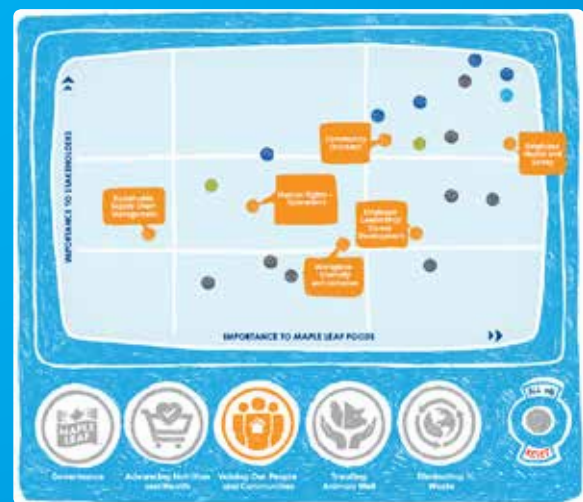 IMPORTANCE TO STAKEHOLDERS
Community
Employee
Health and
Safety
Sustainable
Supply Chain
Management
Human Rights –
Operations
Employee
Leadership/
Career
Development
Workplace
Diversity
and Inclusion
IMPORTANCE TO MAPLE LEAF FOODS
MAPLE
LEAF
Governance
Advancing Nutrition
and Health
Valuing Our People
and Communities
Treating
Animals Well
Eliminating
Waste
RESET